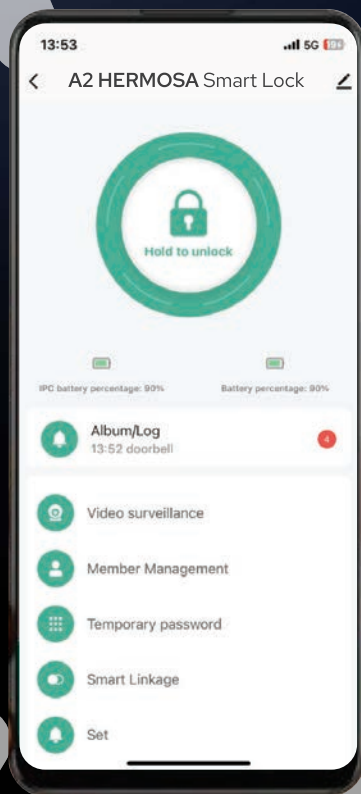 13:53
5G
A2 HERMOSA Smart Lock
Hold to unlock
IPC battery percentage: 90%
Battery percentage: 90%
Album/Log
13:52 doorbell
4
Video surveillance
Member Management
Temporary password
Smart Linkage
Set